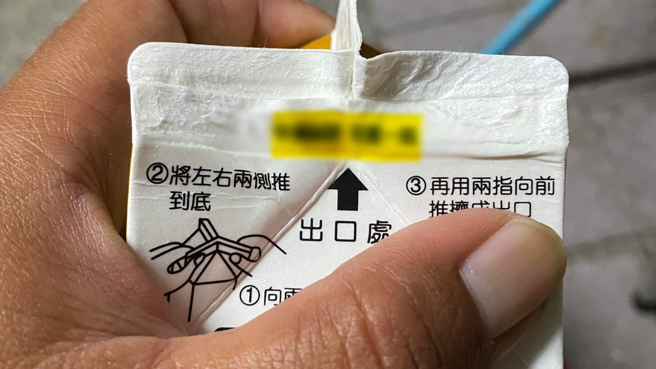 ②將左右兩側推
到底
出口處
③再用兩指向前
推擠成出口
①向兩